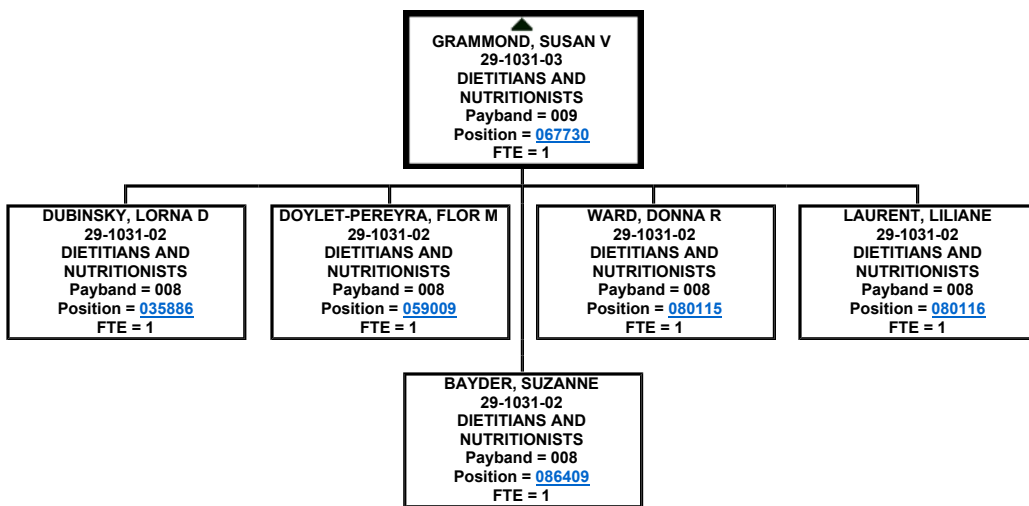 GRAMMOND, SUSAN V
29-1031-03
DIETITIANS AND
NUTRITIONISTS
Payband = 009
Position = 067730
FTE = 1
DUBINSKY, LORNA D
29-1031-02
DIETITIANS AND
NUTRITIONISTS
Payband = 008
Position = 035886
FTE = 1
DOYLET-PEREYRA, FLOR M
29-1031-02
DIETITIANS AND
NUTRITIONISTS
Payband = 008
Position = 059009
FTE = 1
WARD, DONNA R
29-1031-02
DIETITIANS AND
NUTRITIONISTS
Payband = 008
Position = 080115
FTE = 1
LAURENT, LILIANE
29-1031-02
DIETITIANS AND
NUTRITIONISTS
Payband = 008
Position = 080116
FTE = 1
BAYDER, SUZANNE
29-1031-02
DIETITIANS AND
NUTRITIONISTS
Payband = 008
Position = 086409
FTE = 1